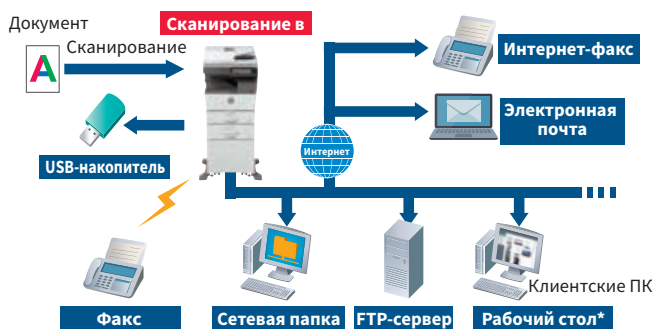 Документ
Сканирование в
Сканирование
A
Интернет-факс
Электронная
почта
Интернет
USB-накопитель
Клиентские ПК
Факс
Сетевая папка
FTP-сервер
Рабочий стол*